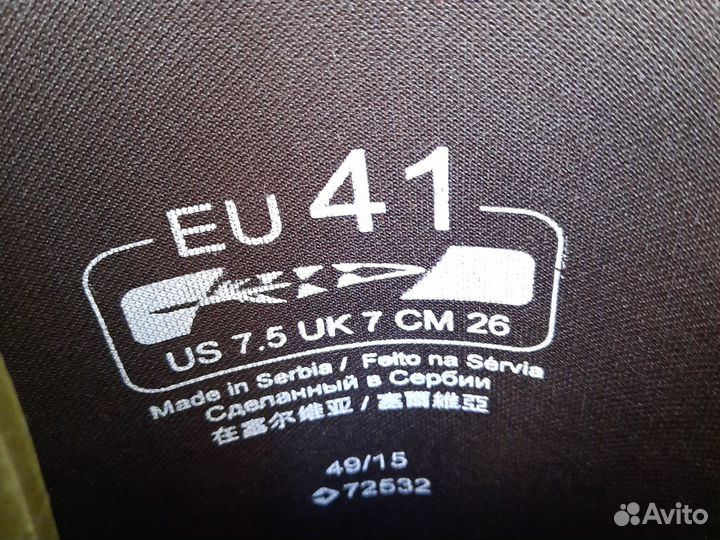 EU 41
US 7.5 UK 7 CM 26
Made in Serbia / Feito na Sérvia
Сделанный в Сербии
在塞尔维亚 / 塞爾維亞
49/15
72532
Avito